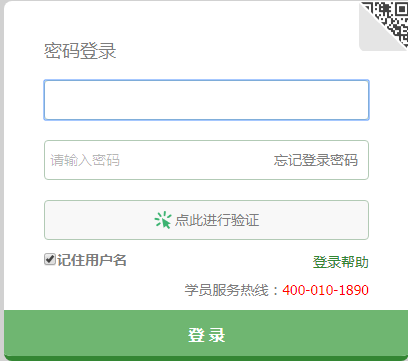 密码登录
请输入密码 忘记登录密码
点此进行验证
记住用户名 登录帮助
学员服务热线：400-010-1890
登录